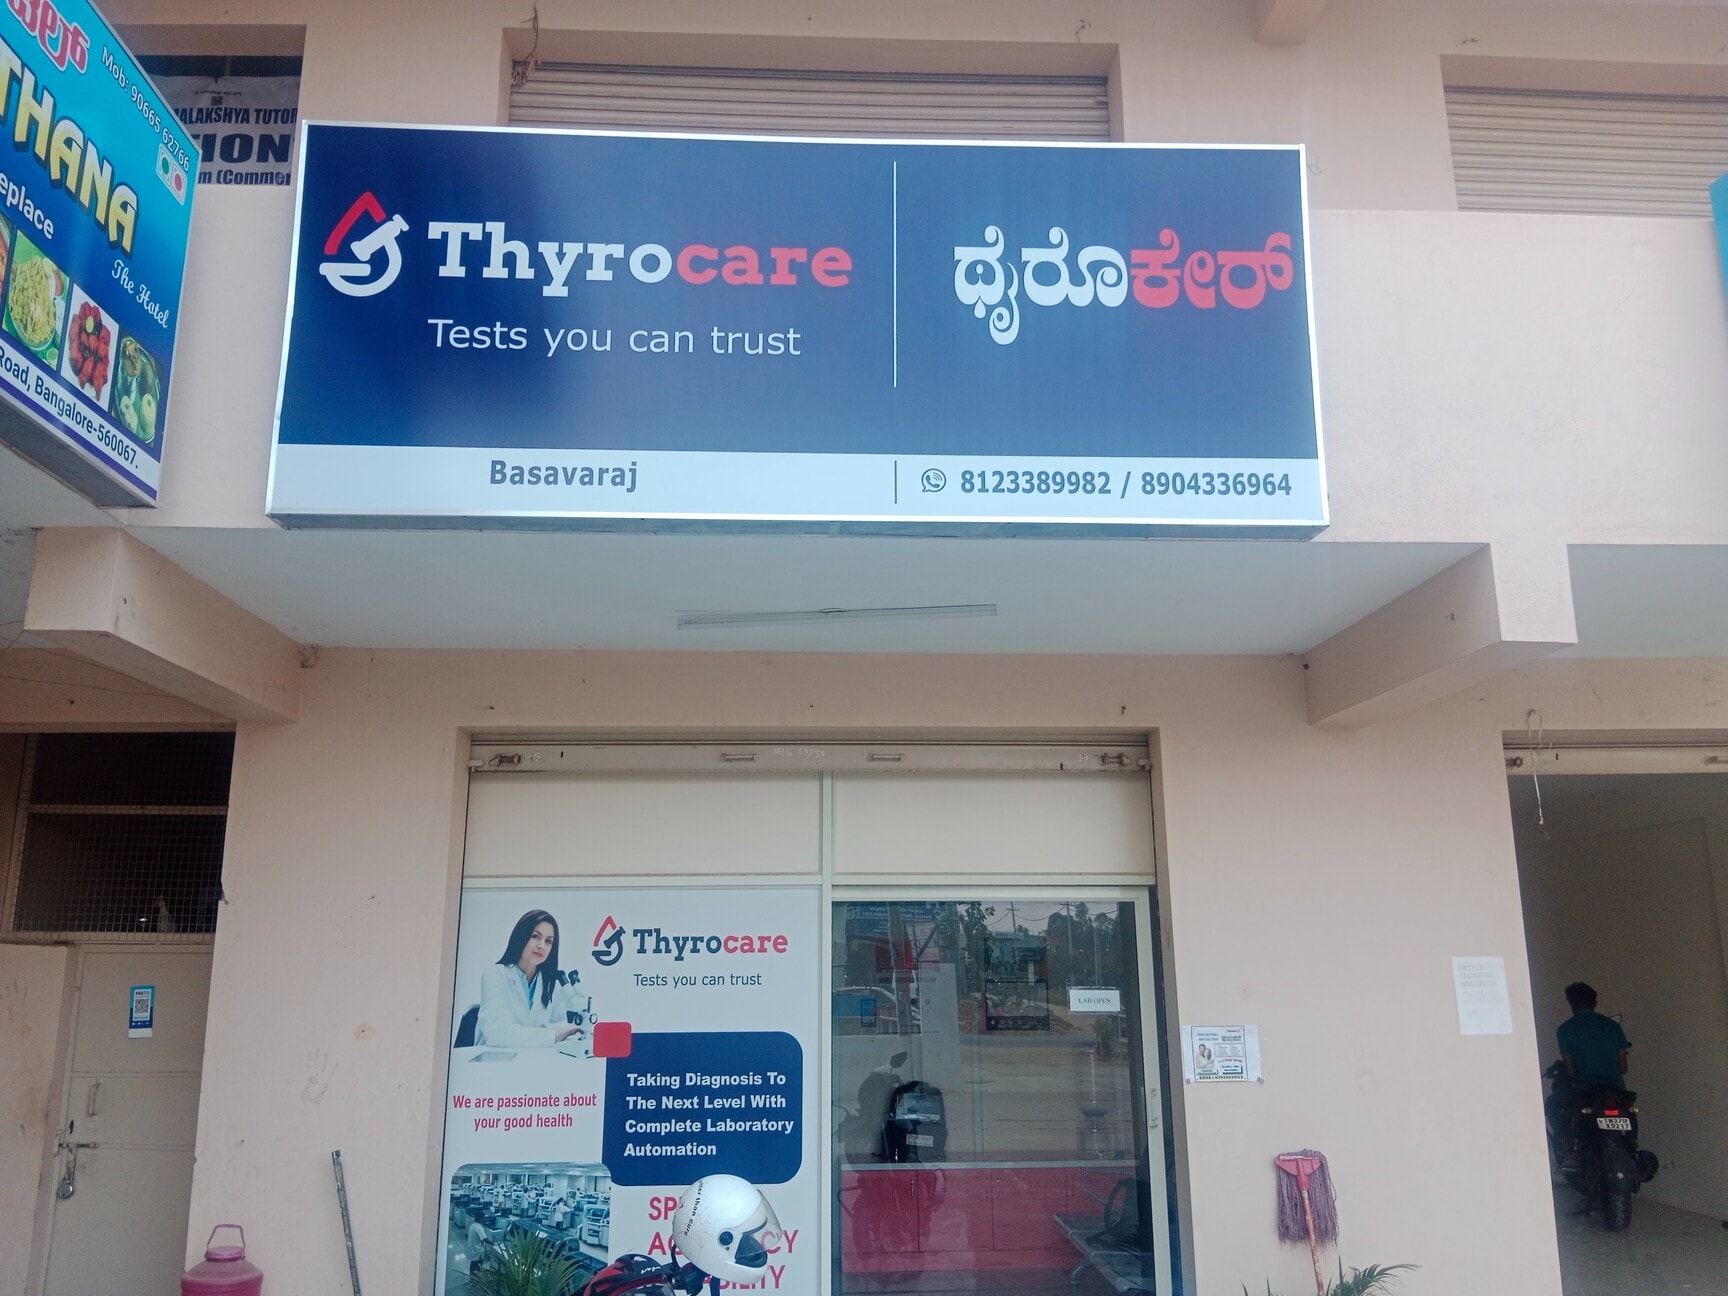 Mob: 90665 62766
THANA
eplace
The Hotel
Road, Bangalore-560067.
ALAKSHYA TUTOR
TION
m (Commer
Thyrocare
Tests you can trust
ಥೈರೊಕೇರ್
Basavaraj
8123389982 / 8904336964
Thyrocare
Tests you can trust
We are passionate about
your good health
Taking Diagnosis To
The Next Level With
Complete Laboratory
Automation
LAB OPEN